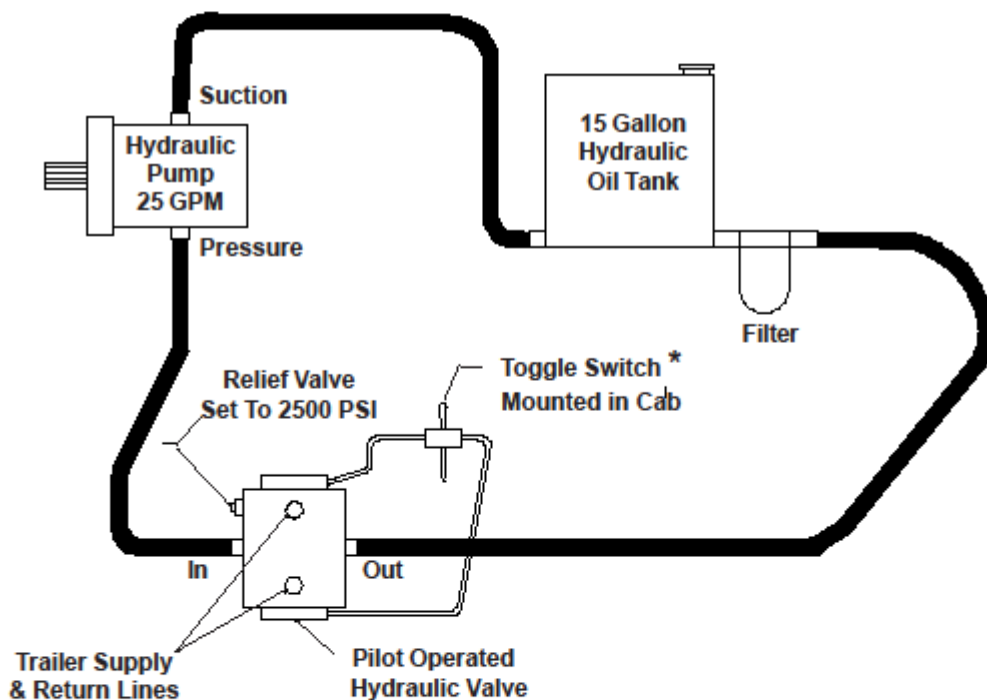 Suction
Hydraulic
Pump
25 GPM
Pressure
15 Gallon
Hydraulic
Oil Tank
Filter
Toggle Switch *
Mounted in Cab
Relief Valve
Set To 2500 PSI
In
Out
Trailer Supply
& Return Lines
Pilot Operated
Hydraulic Valve